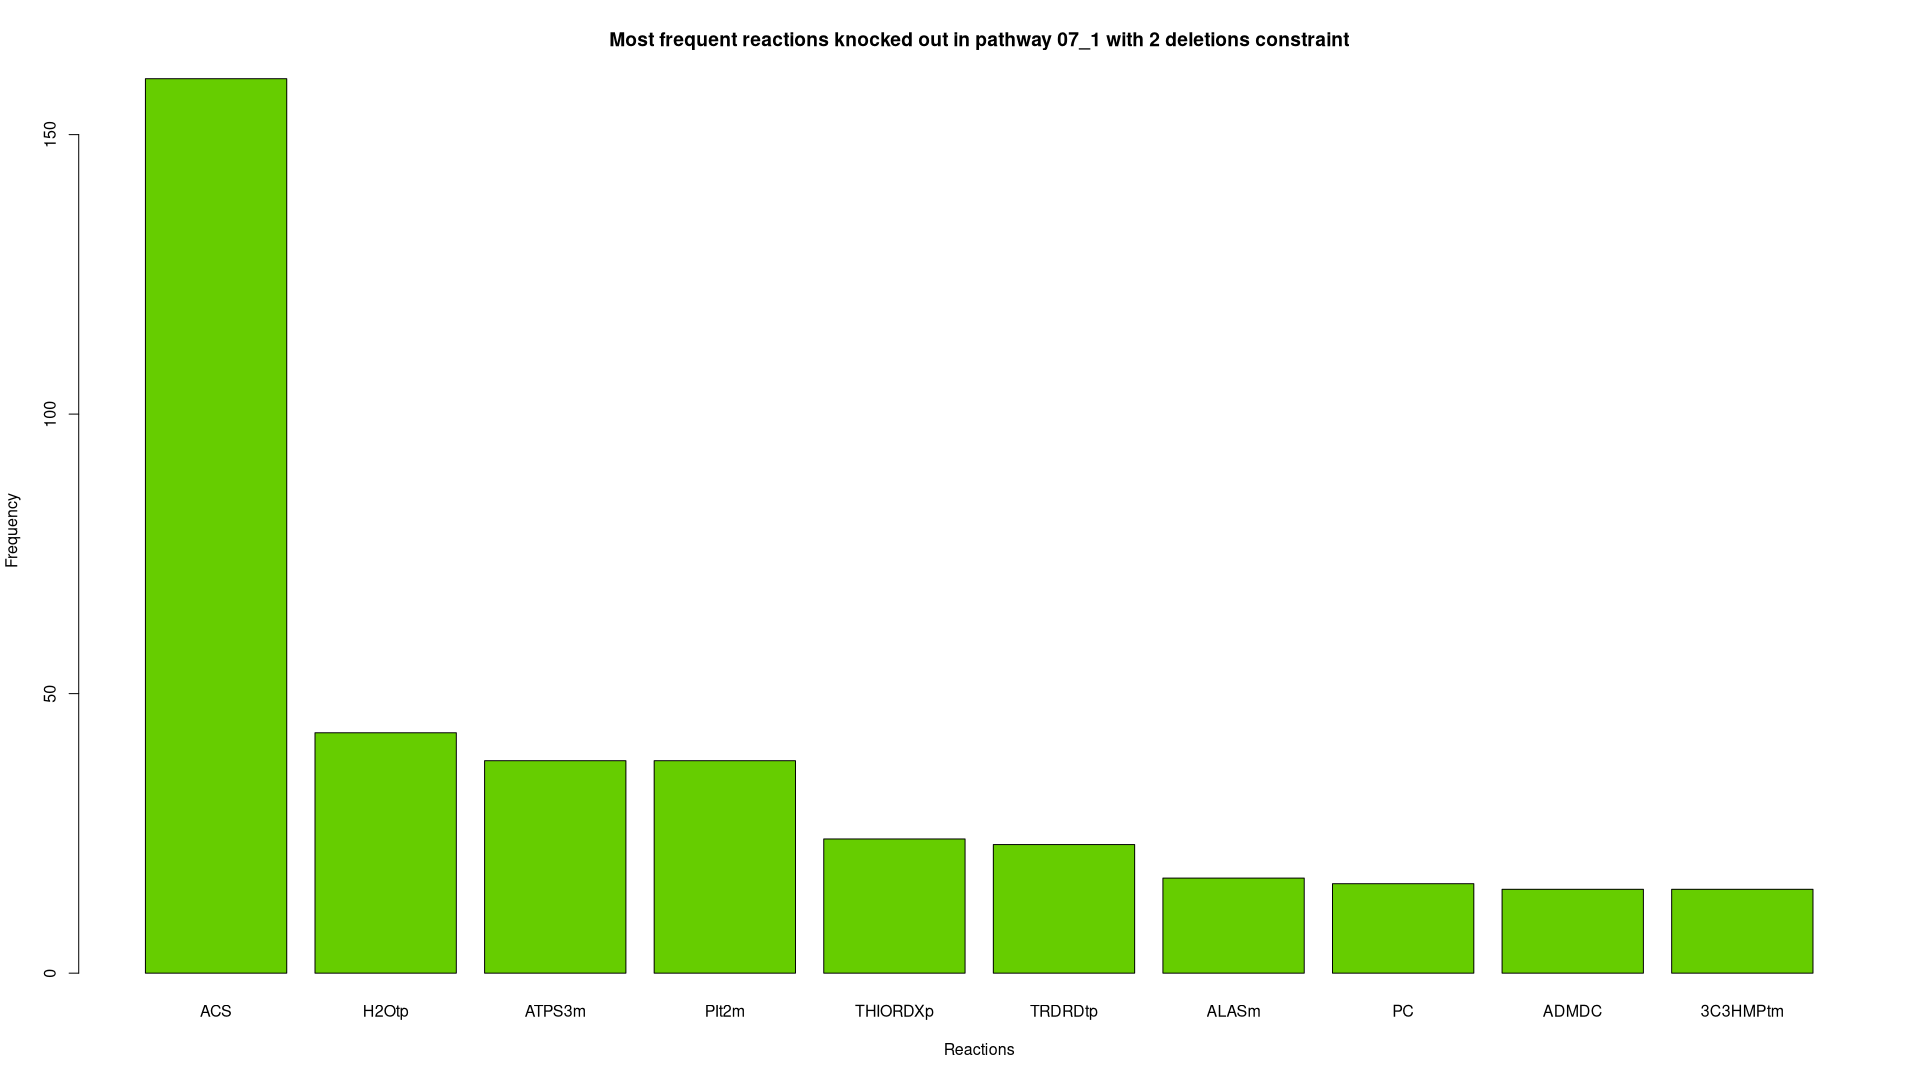 Most frequent reactions knocked out in pathway 07_1 with 2 deletions constraint
150
100
50
0
Frequency
ACS H2Otp ATPS3m PIt2m THIORDXp TRDRDtp ALASm PC ADMDC 3C3HMPtm
Reactions